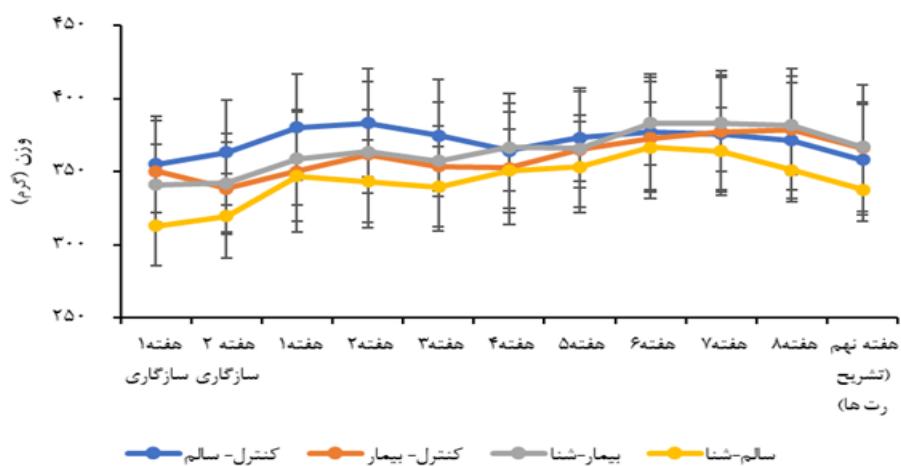 ۴۵۰
۴۰۰
۳۵۰
۳۰۰
۲۵۰
وزن (گرم)
هفته۱ سازگاری
هفته ۲ سازگاری
هفته۱
هفته۲
هفته۳
هفته۴
هفته۵
هفته۶
هفته۷
هفته۸
هفته نهم
(تشریح
رت ها)
کنترل- سالم
کنترل- بیمار
بیمار-شنا
سالم-شنا